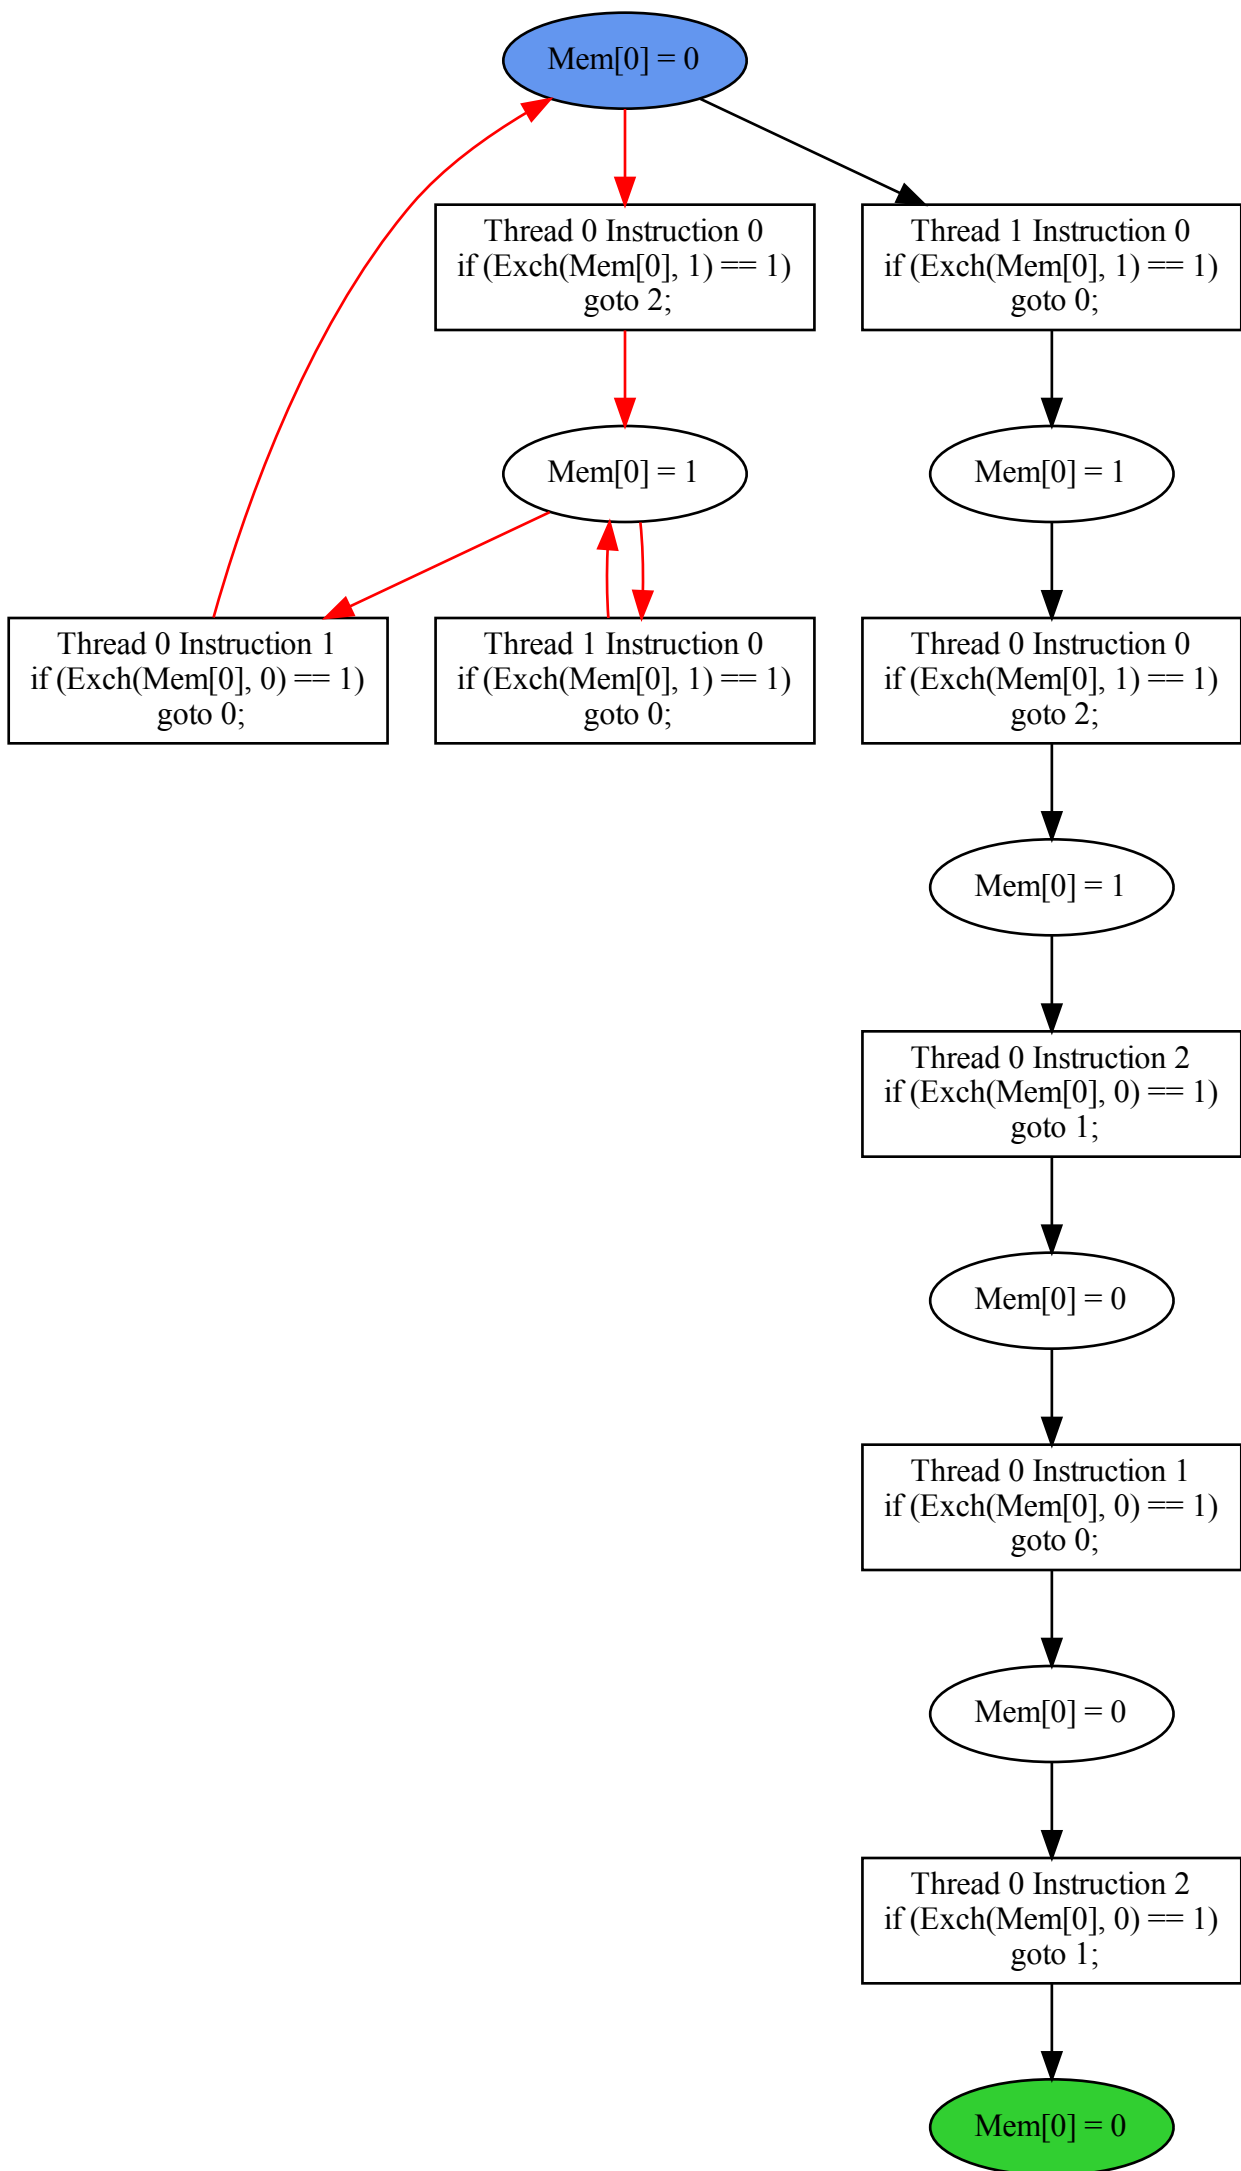 Mem[0] = 0
Thread 0 Instruction 0
if (Exch(Mem[0], 1) == 1)
goto 2;
Thread 1 Instruction 0
if (Exch(Mem[0], 1) == 1)
goto 0;
Mem[0] = 1
Mem[0] = 1
Thread 0 Instruction 1
if (Exch(Mem[0], 0) == 1)
goto 0;
Thread 1 Instruction 0
if (Exch(Mem[0], 1) == 1)
goto 0;
Thread 0 Instruction 0
if (Exch(Mem[0], 1) == 1)
goto 2;
Mem[0] = 1
Thread 0 Instruction 2
if (Exch(Mem[0], 0) == 1)
goto 1;
Mem[0] = 0
Thread 0 Instruction 1
if (Exch(Mem[0], 0) == 1)
goto 0;
Mem[0] = 0
Thread 0 Instruction 2
if (Exch(Mem[0], 0) == 1)
goto 1;
Mem[0] = 0